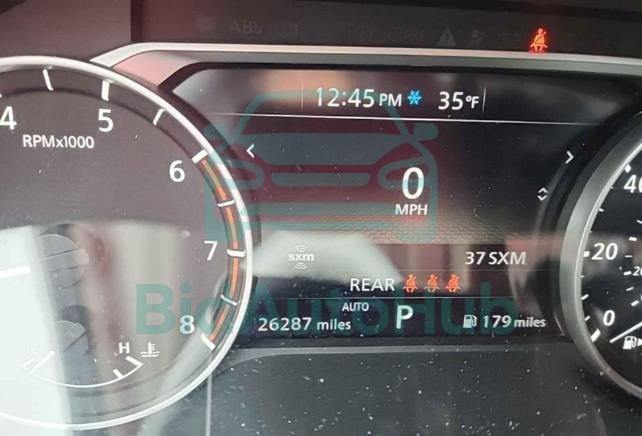 ABS
PARK BRAKE
12:45 PM 35°F
4
5
RPMx1000
6
40
0
MPH
sxm
37 SXM
7
20
REAR
AUTO
8
26287 miles
P
179 miles
0
H
BidAutoHub